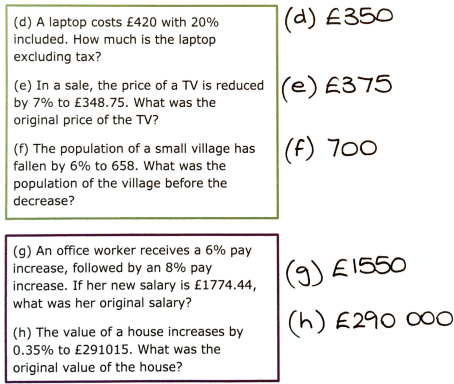 (d) A laptop costs £420 with 20%
included. How much is the laptop
excluding tax?
(d) £350
(e) In a sale, the price of a TV is reduced
by 7% to £348.75. What was the
original price of the TV?
(e) £375
(f) The population of a small village has
fallen by 6% to 658. What was the
population of the village before the
decrease?
(f) 700
(g) An office worker receives a 6% pay
increase, followed by an 8% pay
increase. If her new salary is £1774.44,
what was her original salary?
(g) £1550
(h) The value of a house increases by
0.35% to £291015. What was the
original value of the house?
(h) £290 000